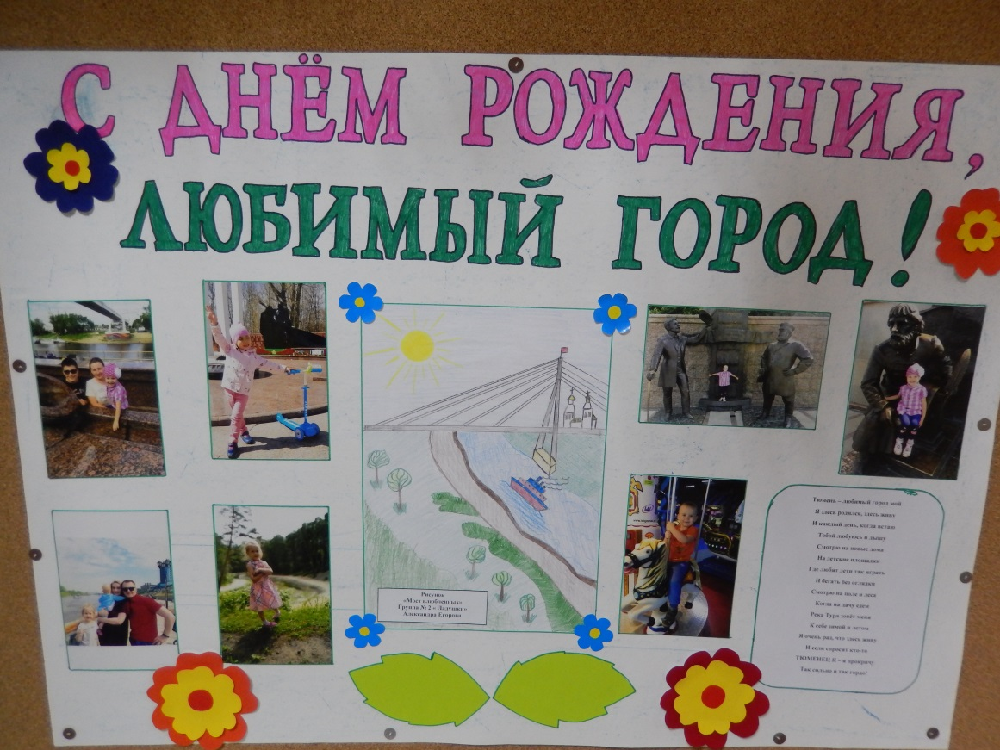 С ДНЁМ РОЖДЕНИЯ,
ЛЮБИМЫЙ ГОРОД!
Рисунок
«Мост влюбленных»
Группа № 2 « Ладушки»
Александра Егорова
Тюмень – любимый город мой
Я здесь родился, здесь живу
И каждый день, когда встаю
Тобой любуюсь и дышу
Смотрю на новые дома
На детские площадки
Где любят дети так играть
И бегать без оглядки
Смотрю на поля и леса
Когда на дачу едем
Река Тура зовёт меня
К себе зимой и летом
Я очень рад, что здесь живу
И если спросит кто-то
ТЮМЕНЕЦ Я – я прокричу
Так сильно и так гордо!